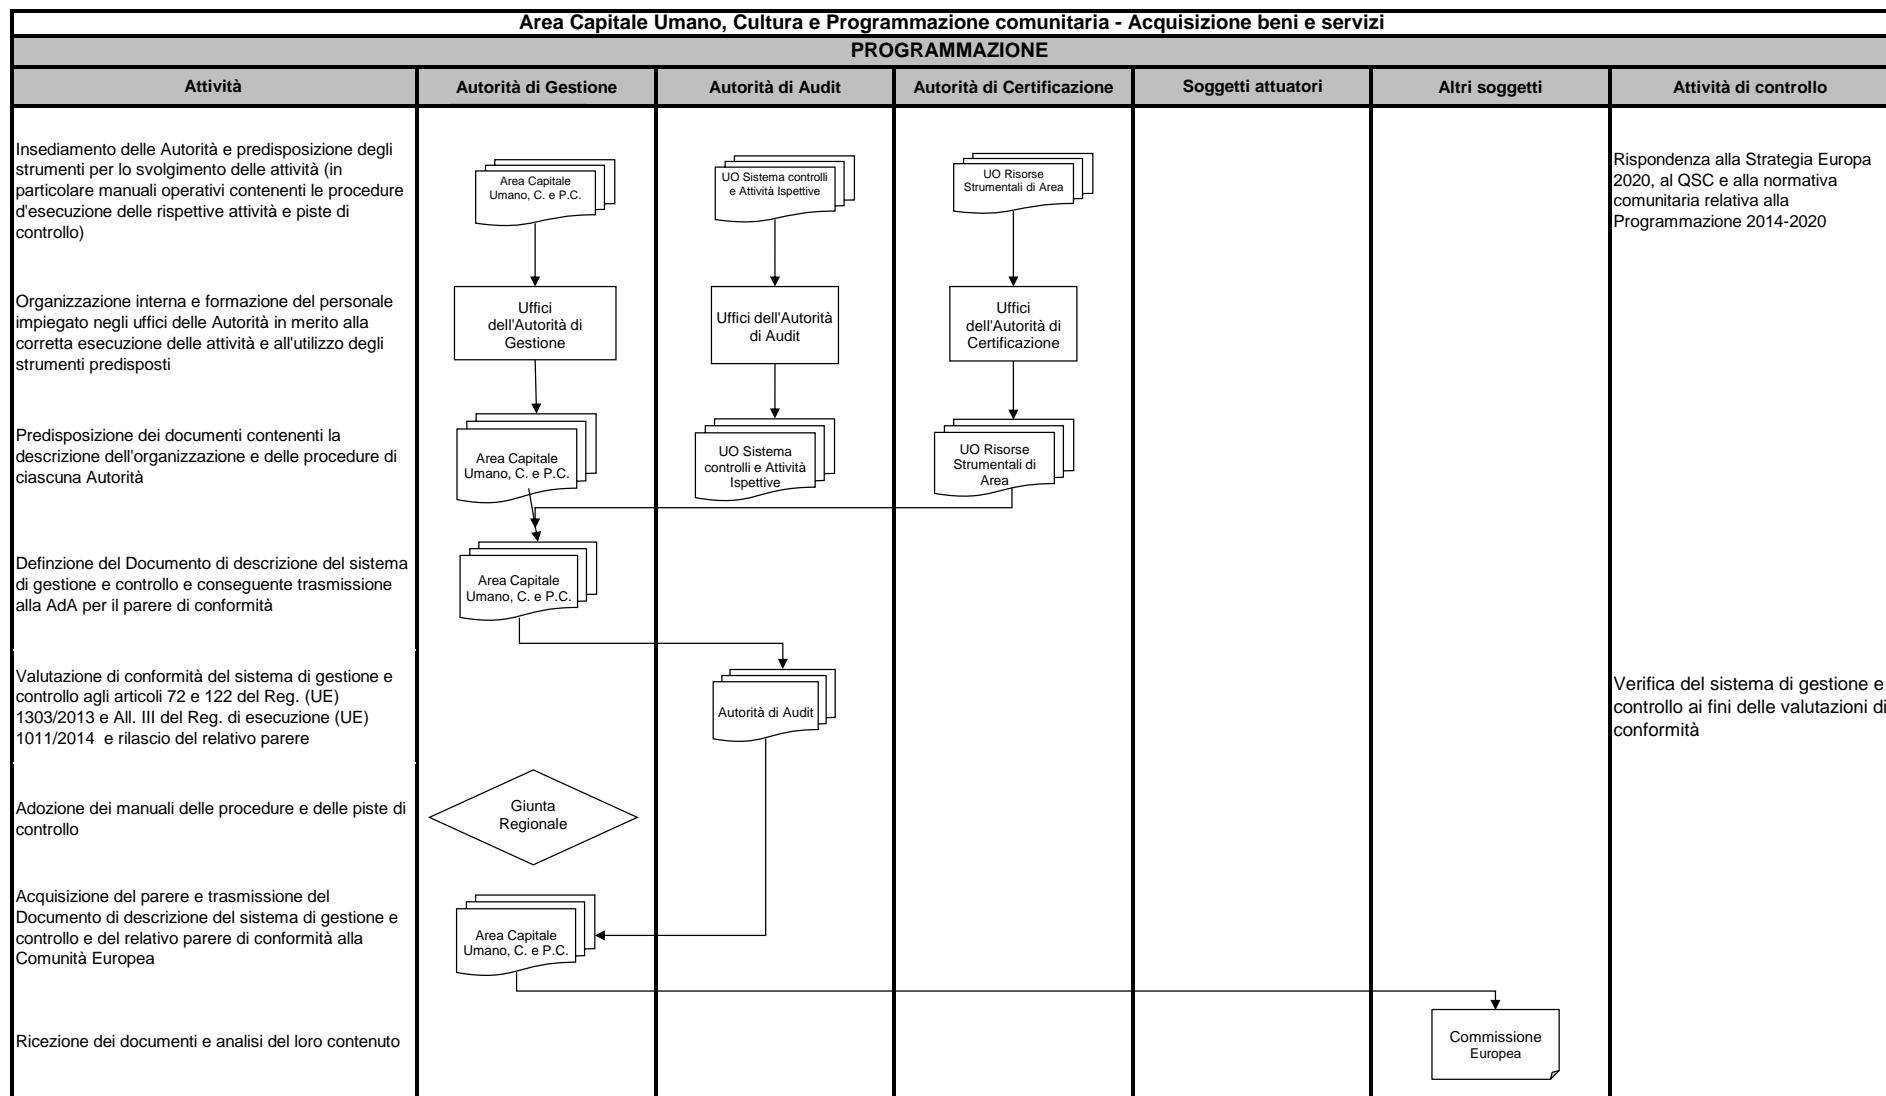 Area Capitale Umano, Cultura e Programmazione comunitaria - Acquisizione beni e servizi
PROGRAMMAZIONE
Attività
Autorità di Gestione
Autorità di Audit
Autorità di Certificazione
Soggetti attuatori
Altri soggetti
Attività di controllo
Insediamento delle Autorità e predisposizione degli
strumenti per lo svolgimento delle attività (in
particolare manuali operativi contenenti le procedure
d'esecuzione delle rispettive attività e piste di
controllo)
Area Capitale
Umano, C. e P.C.
UO Sistema controlli
e Attività Ispettive
UO Risorse
Strumentali di Area
Rispondenza alla Strategia Europa
2020, al QSC e alla normativa
comunitaria relativa alla
Programmazione 2014-2020
Organizzazione interna e formazione del personale
impiegato negli uffici delle Autorità in merito alla
corretta esecuzione delle attività e all'utilizzo degli
strumenti predisposti
Uffici
dell'Autorità di
Gestione
Uffici dell'Autorità
di Audit
Uffici
dell'Autorità di
Certificazione
Predisposizione dei documenti contenenti la
descrizione dell'organizzazione e delle procedure di
ciascuna Autorità
Area Capitale
Umano, C. e P.C.
UO Sistema
controlli e Attività
Ispettive
UO Risorse
Strumentali di
Area
Definzione del Documento di descrizione del sistema
di gestione e controllo e conseguente trasmissione
alla AdA per il parere di conformità
Area Capitale
Umano, C. e P.C.
Valutazione di conformità del sistema di gestione e
controllo agli articoli 72 e 122 del Reg. (UE)
1303/2013 e All. III del Reg. di esecuzione (UE)
1011/2014  e rilascio del relativo parere
Autorità di Audit
Verifica del sistema di gestione e
controllo ai fini delle valutazioni di
conformità
Adozione dei manuali delle procedure e delle piste di
controllo
Giunta
Regionale
Acquisizione del parere e trasmissione del
Documento di descrizione del sistema di gestione e
controllo e del relativo parere di conformità alla
Comunità Europea
Area Capitale
Umano, C. e P.C.
Ricezione dei documenti e analisi del loro contenuto
Commissione
Europea